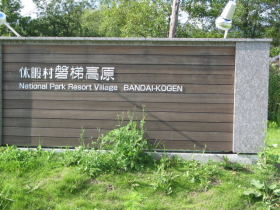 休暇村磐梯高原
National Park Resort Village BANDAI-KOGEN